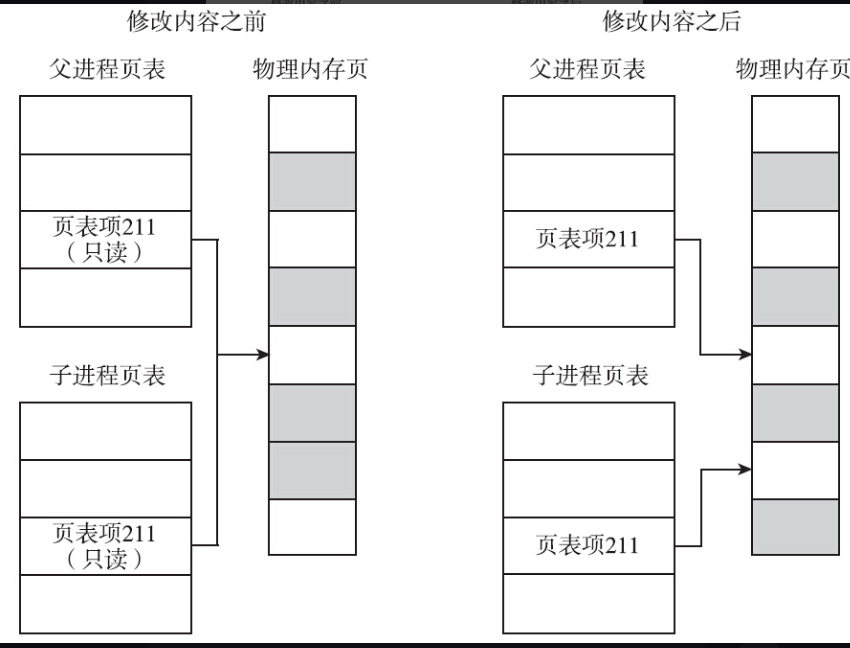 修改内容之前
修改内容之后
父进程页表
物理内存页
父进程页表
物理内存页
页表项211
（只读）
页表项211
子进程页表
子进程页表
页表项211
（只读）
页表项211